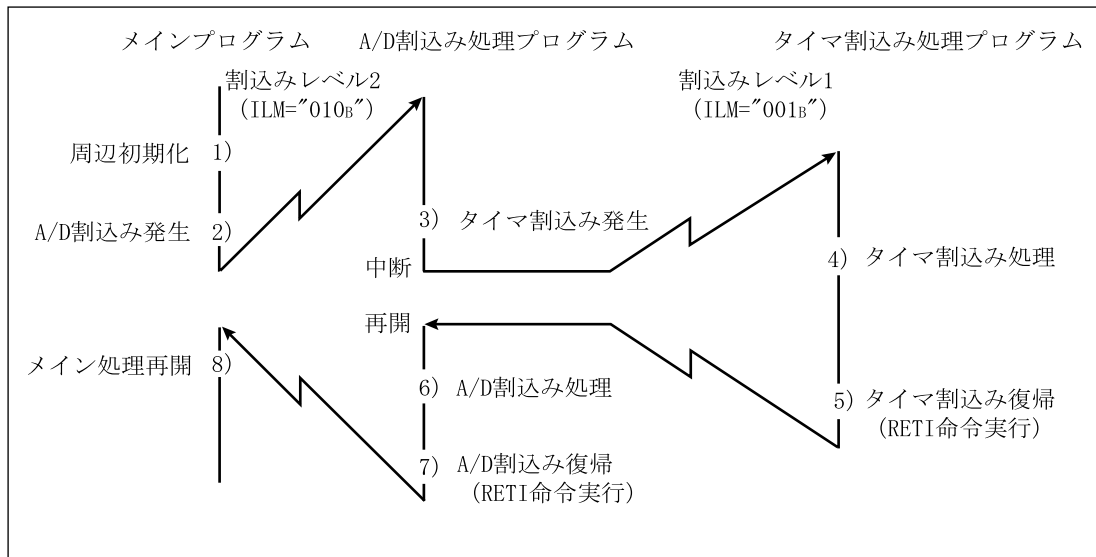 メインプログラム
A/D割込み処理プログラム
タイマ割込み処理プログラム
割込みレベル2
(ILM="010B")
割込みレベル1
(ILM="001B")
周辺初期化 1)
A/D割込み発生 2)
3) タイマ割込み発生
中断
4) タイマ割込み処理
再開
メイン処理再開 8)
6) A/D割込み処理
5) タイマ割込み復帰
(RETI命令実行)
7) A/D割込み復帰
(RETI命令実行)